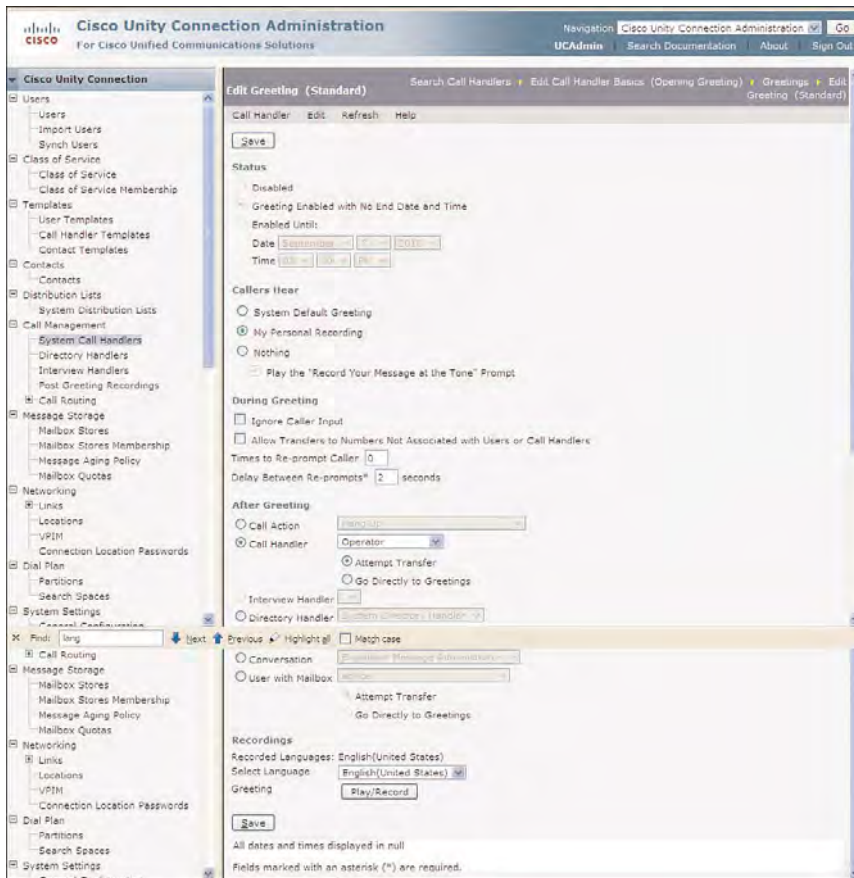 cisco
Cisco Unity Connection Administration
For Cisco Unified Communications Solutions
Navigation Cisco Unity Connection Administration Go
UCAdmin Search Documentation About Sign Out
Cisco Unity Connection
Users
Users
Import Users
Synch Users
Class of Service
Class of Service
Class of Service Membership
Templates
User Templates
Call Handler Templates
Contact Templates
Contacts
Contacts
Distribution Lists
System Distribution Lists
Call Management
System Call Handlers
Directory Handlers
Interview Handlers
Post Greeting Recordings
Call Routing
Message Storage
Mailbox Stores
Mailbox Stores Membership
Message Aging Policy
Mailbox Quotas
Networking
Links
Locations
VPIM
Connection Location Passwords
Dial Plan
Partitions
Search Spaces
System Settings
General Configuration
Edit Greeting (Standard)
Search Call Handlers Edit Call Handler Basics (Opening Greeting) Greetings Edit
Greeting (Standard)
Call Handler Edit Refresh Help
Save
Status
Disabled
Greeting Enabled with No End Date and Time
Enabled Until:
Date September
Time
Callers Hear
System Default Greeting
My Personal Recording
Nothing
Play the "Record Your Message at the Tone" Prompt
During Greeting
Ignore Caller Input
Allow Transfers to Numbers Not Associated with Users or Call Handlers
Times to Re-prompt Caller 0
Delay Between Re-prompts* 2 seconds
After Greeting
Call Action Hang Up
Call Handler Operator
Attempt Transfer
Go Directly to Greetings
Interview Handler
Directory Handler System Directory Handler
Find: lang Next Previous Highlight all Match case
Call Routing
Message Storage
Mailbox Stores
Mailbox Stores Membership
Message Aging Policy
Mailbox Quotas
Networking
Links
Locations
VPIM
Connection Location Passwords
Dial Plan
Partitions
Search Spaces
System Settings
Conversation
User with Mailbox
Attempt Transfer
Go Directly to Greetings
Recordings
Recorded Languages: English(United States)
Select Language English(United States)
Greeting Play/Record
Save
All dates and times displayed in null
Fields marked with an asterisk (*) are required.